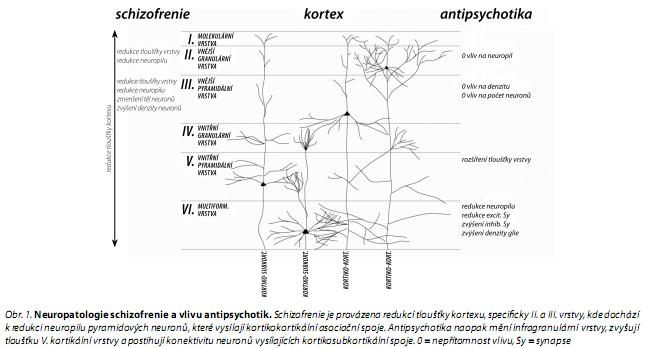 schizofrenie
kortex
antipsychotika
I. MOLEKULÁRNÍ
VRSTVA
II. VNĚJŠÍ
GRANULÁRNÍ
VRSTVA
redukce tloušťky vrstvy
redukce neuropilu
0 vliv na neuropil
III. VNĚJŠÍ
PYRAMIDÁLNÍ
VRSTVA
redukce tloušťky vrstvy
redukce neuropilu
zmenšení těl neuronů
zvýšení denzity neuronů
0 vliv na denzitu
0 vliv na počet neuronů
redukce tloušťky kortexu
IV. VNITŘNÍ
GRANULÁRNÍ
VRSTVA
V. VNITŘNÍ
PYRAMIDÁLNÍ
VRSTVA
rozšíření tloušťky vrstvy
VI. MULTIFORM.
VRSTVA
redukce neuropilu
redukce excit. Sy
zvýšení inhib. Sy
zvýšení denzity glie
KORTIKO-SUBKORT.
KORTIKO-SUBKORT.
KORTIKO-KORT.
KORTIKO-KORT.
Obr. 1. Neuropatologie schizofrenie a vlivu antipsychotik. Schizofrenie je provázena redukcí tloušťky kortexu, specificky II. a III. vrstvy, kde dochází
k redukci neuropilu pyramidových neuronů, které vysílají kortikokortikální asociační spoje. Antipsychotika naopak mění infragranulární vrstvy, zvyšují
tloušťku V. kortikální vrstvy a postihují konektivitu neuronů vysílajících kortikosubkortikální spoje. 0 = nepřítomnost vlivu, Sy = synapse